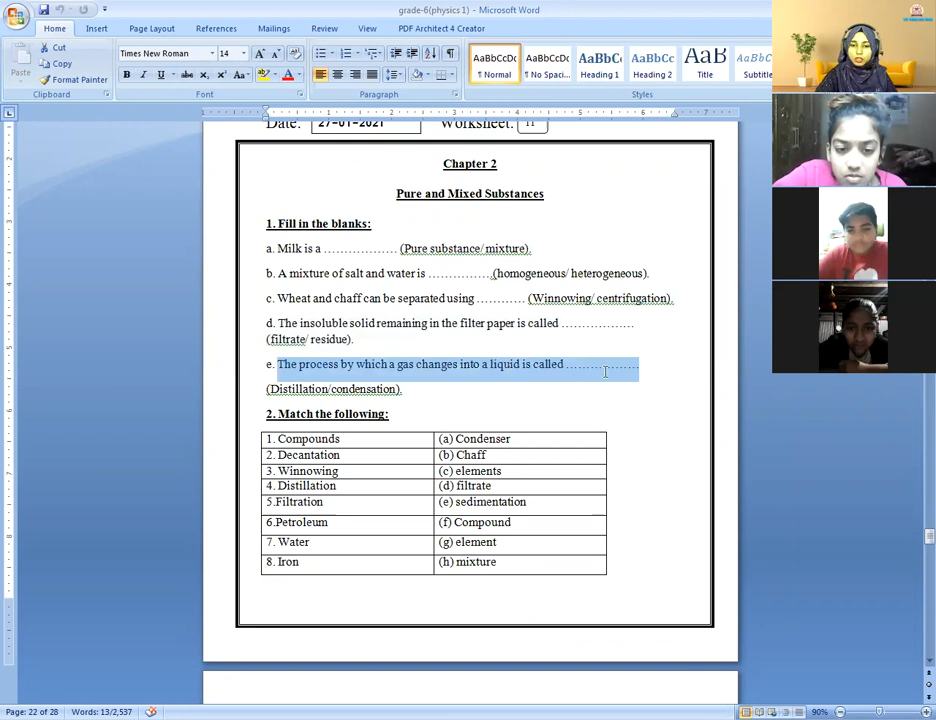 grade-6(physics 1) - Microsoft Word
Home Insert Page Layout References Mailings Review View PDF Architect 4 Creator
Paste
Cut
Copy
Format Painter
Clipboard
Times New Roman 14
Font
Paragraph
AaBbCcDc ¶ Normal
AaBbCcDc ¶ No Spaci...
AaBbC Heading 1
AaBbCc Heading 2
AaB Title
AaBbCc Subtitle
Styles
Date: 27-01-2021 Worksheet: 11
Chapter 2
Pure and Mixed Substances
1. Fill in the blanks:
a. Milk is a .................. (Pure substance/ mixture).
b. A mixture of salt and water is ................(homogeneous/ heterogeneous).
c. Wheat and chaff can be separated using ............ (Winnowing/ centrifugation).
d. The insoluble solid remaining in the filter paper is called ..................
(filtrate/ residue).
e. The process by which a gas changes into a liquid is called ..................
(Distillation/condensation).
2. Match the following:
1. Compounds (a) Condenser
2. Decantation (b) Chaff
3. Winnowing (c) elements
4. Distillation (d) filtrate
5.Filtration (e) sedimentation
6.Petroleum (f) Compound
7. Water (g) element
8. Iron (h) mixture
Page: 22 of 28 Words: 13/2,537 90%